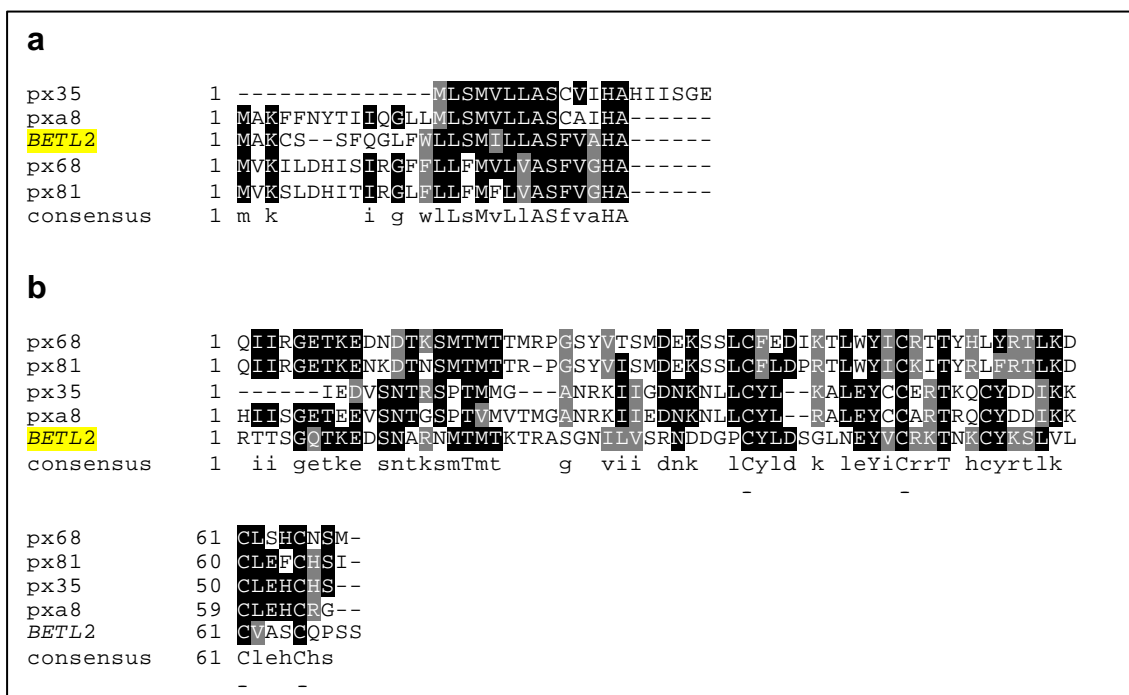 a
px35 1 --------------MLSMVLLASCVIHAHIISGE
pxa8 1 MAKFFNYTIIQGLLMLSMVLLASCAIHA------
BETL2 1 MAKCS--SFQGLFWLLSMILLASFVAHA------
px68 1 MVKILDHISIRGFFLLFMVLVASFVGHA------
px81 1 MVKSLDHITIRGLFLLFMFLVASFVGHA------
consensus 1 m k i g wlLsMvLlASfvaHA
b
px68 1 QIIRGETKEDNDTKSMTMTTMRPGSYVTSMDEKSSLCFEDIKTLWYICRTTYHLYRTLKD
px81 1 QIIRGETKENKDTNSMTMTTR-PGSYVISMDEKSSLCFLDPRTLWYICKITYRLFRTLKD
px35 1 ------IEDVSNTRSPTMMG---ANRKIIGDNKNLLCYL--KALEYCCERTKQCYDDIKK
pxa8 1 HIISGETEEVSNTGSPTVMVTMGANRKIIEDNKNLLCYL--RALEYCCARTRQCYDDIKK
BETL2 1 RTTSGQTKEDSNARNMTMTKTRASGNILVSRNDDGPCYLDSGLNEYVCRKTNKCYKSLVL
consensus 1 ii getke sntksmTmt g vii dnk lCyld k leYiCrrT hcyrtlk
- -
px68 61 CLSHCNSM-
px81 60 CLEFCHSI-
px35 50 CLEHCHS--
pxa8 59 CLEHCRG--
BETL2 61 CVASCQPSS
consensus 61 ClehChs
- -